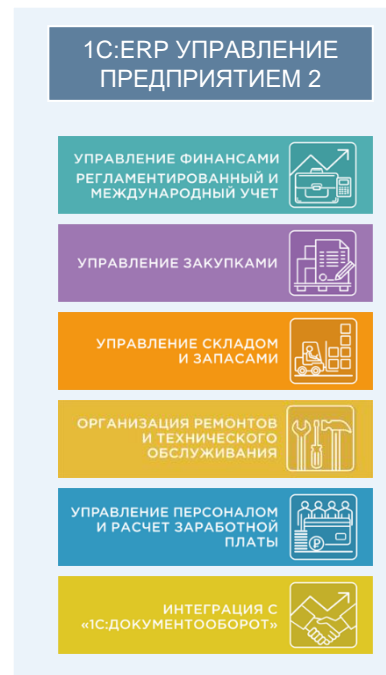 1С:ERP УПРАВЛЕНИЕ
ПРЕДПРИЯТИЕМ 2
УПРАВЛЕНИЕ ФИНАНСАМИ
РЕГЛАМЕНТИРОВАННЫЙ И
МЕЖДУНАРОДНЫЙ УЧЕТ
УПРАВЛЕНИЕ ЗАКУПКАМИ
УПРАВЛЕНИЕ СКЛАДОМ
И ЗАПАСАМИ
ОРГАНИЗАЦИЯ РЕМОНТОВ
И ТЕХНИЧЕСКОГО
ОБСЛУЖИВАНИЯ
УПРАВЛЕНИЕ ПЕРСОНАЛОМ
И РАСЧЕТ ЗАРАБОТНОЙ
ПЛАТЫ
ИНТЕГРАЦИЯ С
«1С:ДОКУМЕНТООБОРОТ»